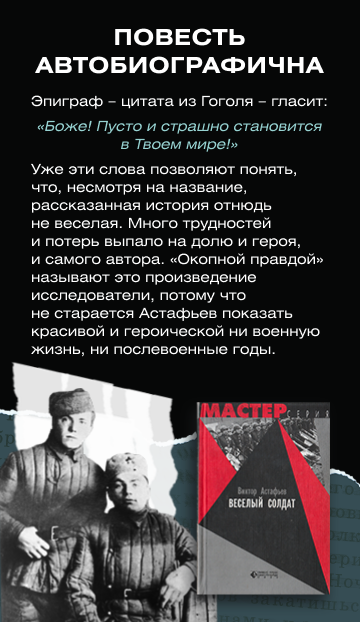 ПОВЕСТЬ
АВТОБИОГРАФИЧНА
Эпиграф – цитата из Гоголя – гласит:
«Боже! Пусто и страшно становится
в Твоем мире!»
Уже эти слова позволяют понять,
что, несмотря на название,
рассказанная история отнюдь
не веселая. Много трудностей
и потерь выпало на долю и героя,
и самого автора. «Окопной правдой»
называют это произведение
исследователи, потому что
не старается Астафьев показать
красивой и героической ни военную
жизнь, ни послевоенные годы.
МАСТЕР
СЕРИЯ
Виктор Астафьев
ВЕСЕЛЫЙ СОЛДАТ